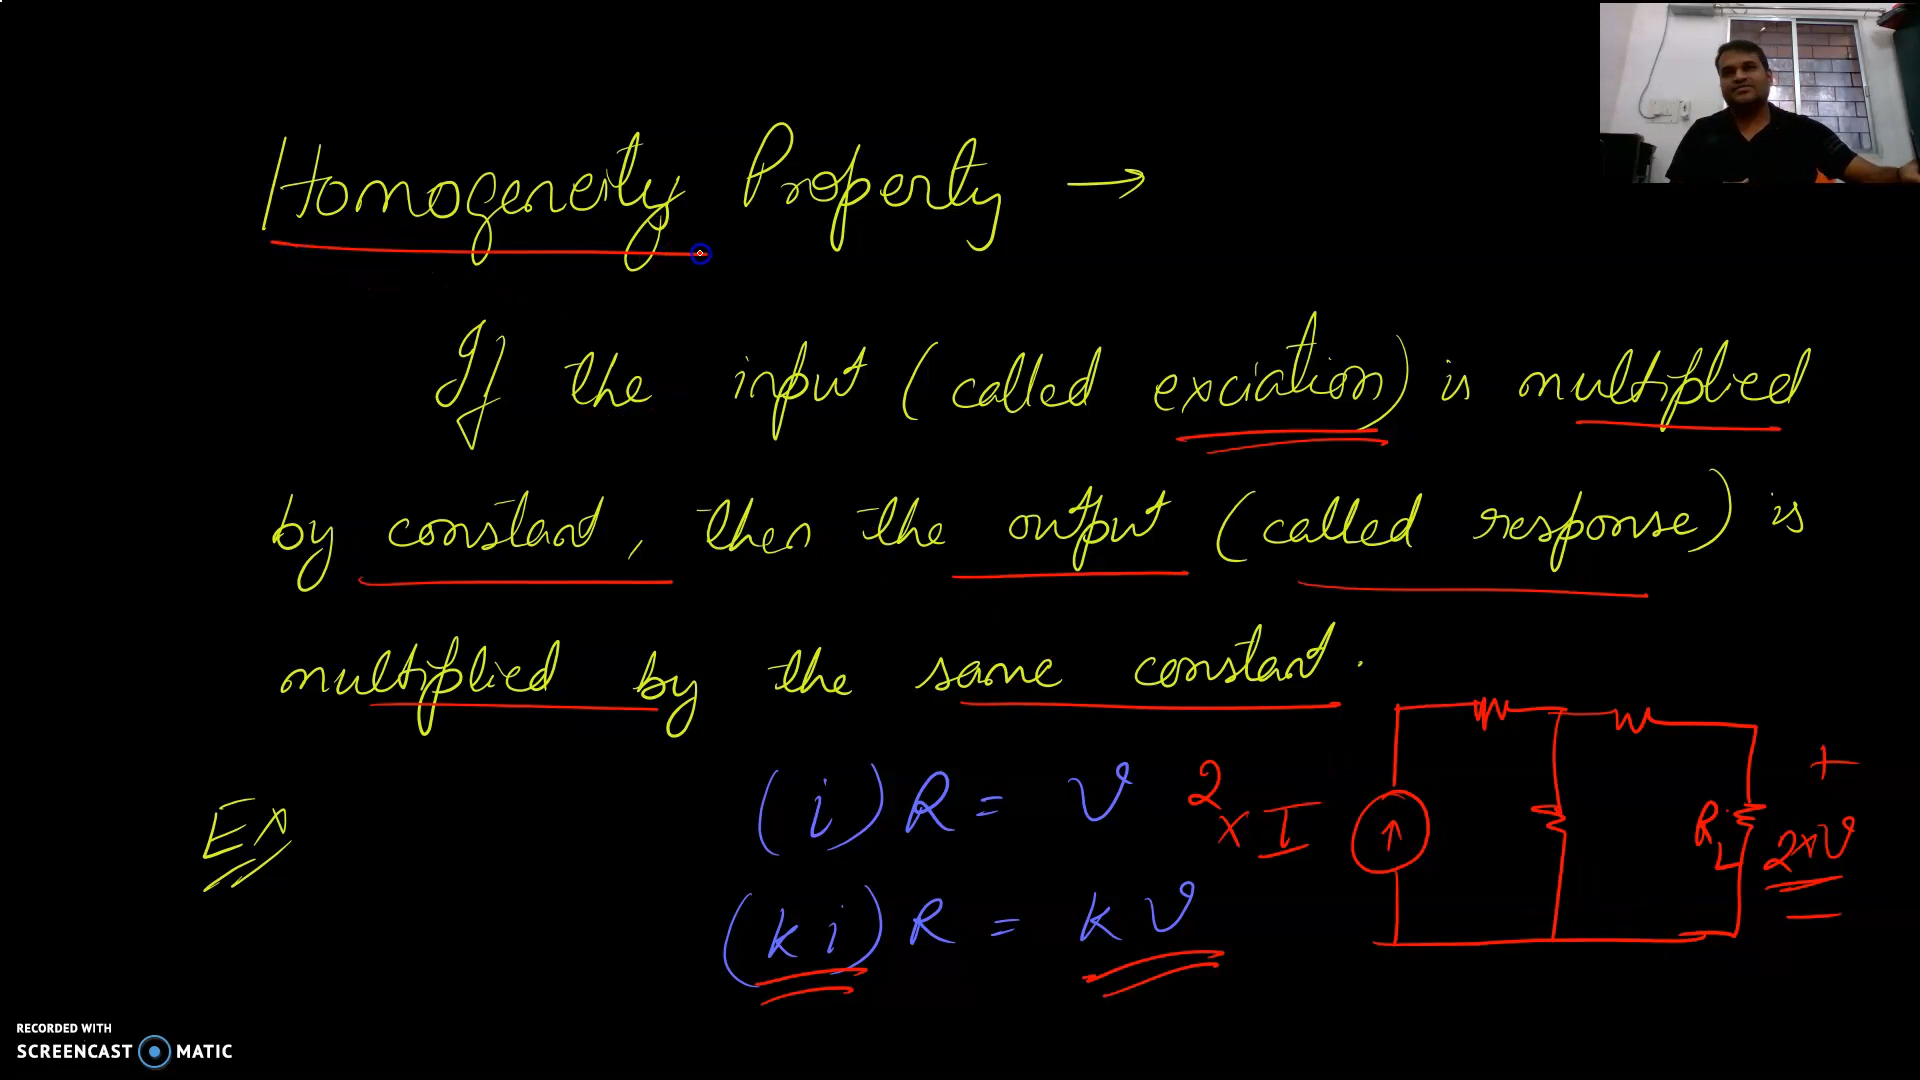 Homogeneity Property →
If the input (called exciation) is multiplied
by constant, then the output (called response) is
multiplied by the same constant.
Ex
(i) R = v
(ki) R = kv
2 x I
+
RL
2xv
RECORDED WITH
SCREENCAST MATIC